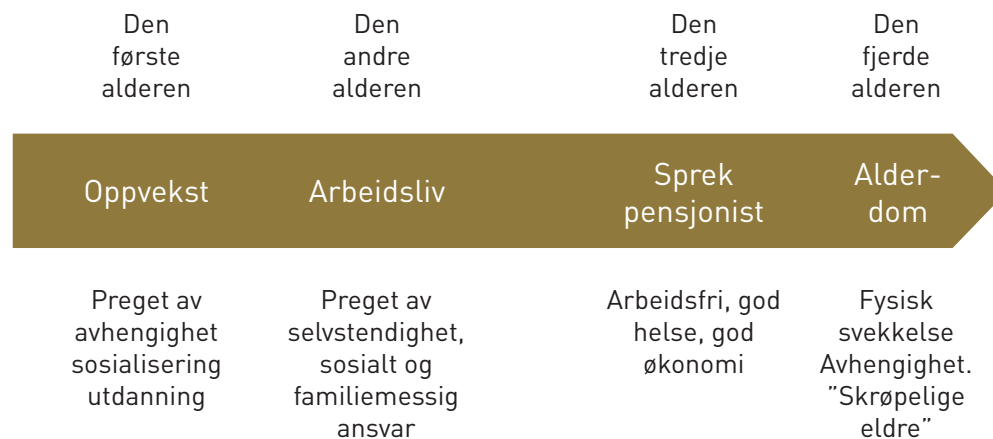 Den
første
alderen
Den
andre
alderen
Den
tredje
alderen
Den
fjerde
alderen
Oppvekst
Arbeidsliv
Sprek
pensjonist
Alder-
dom
Preget av
avhengighet
sosialisering
utdanning
Preget av
selvstendighet,
sosialt og
familiemessig
ansvar
Arbeidsfri, god
helse, god
økonomi
Fysisk
svekkelse
Avhengighet.
”Skrøpelige
eldre”